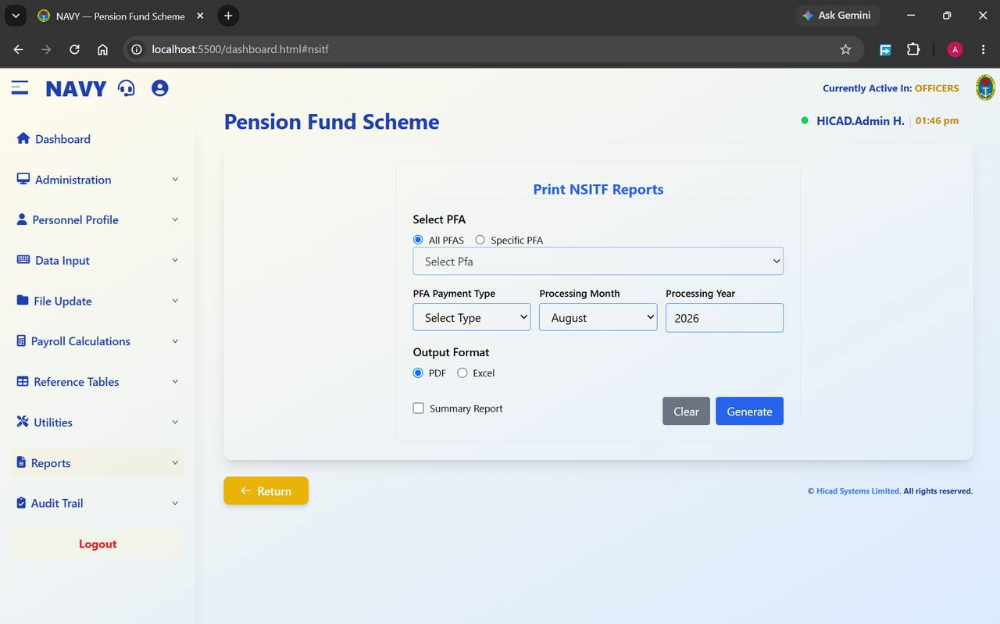 NAVY — Pension Fund Scheme
Ask Gemini
localhost:5500/dashboard.html#nsitf
A
NAVY
Currently Active In: OFFICERS
Pension Fund Scheme
HICAD.Admin H. | 01:46 pm
Dashboard
Administration
Personnel Profile
Data Input
File Update
Payroll Calculations
Reference Tables
Utilities
Reports
Audit Trail
Logout
Print NSITF Reports
Select PFA
All PFAS Specific PFA
Select Pfa
PFA Payment Type Processing Month Processing Year
Select Type August 2026
Output Format
PDF Excel
Summary Report Clear Generate
← Return
© Hicad Systems Limited. All rights reserved.